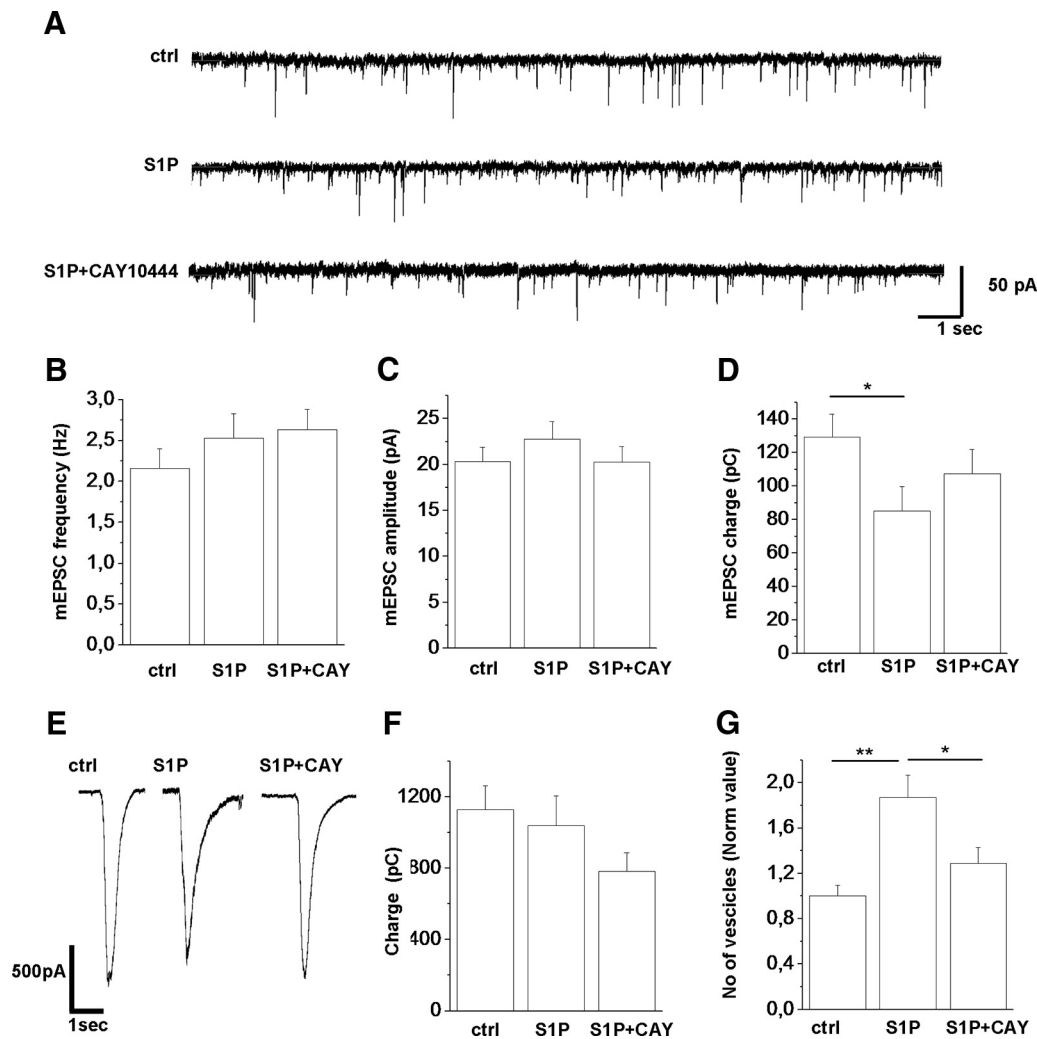 A
ctrl
S1P
S1P+CAY10444
50 pA
1 sec
B
mEPSC frequency (Hz)
3,0
2,5
2,0
1,5
1,0
0,5
0,0
ctrl S1P S1P+CAY
C
mEPSC amplitude (pA)
25
20
15
10
5
0
ctrl S1P S1P+CAY
D
*
mEPSC charge (pC)
140
120
100
80
60
40
20
0
ctrl S1P S1P+CAY
E
ctrl S1P S1P+CAY
500pA
1sec
F
Charge (pC)
1200
800
400
0
ctrl S1P S1P+CAY
G
** *
No of vescicles (Norm value)
2,0
1,6
1,2
0,8
0,4
0,0
ctrl S1P S1P+CAY